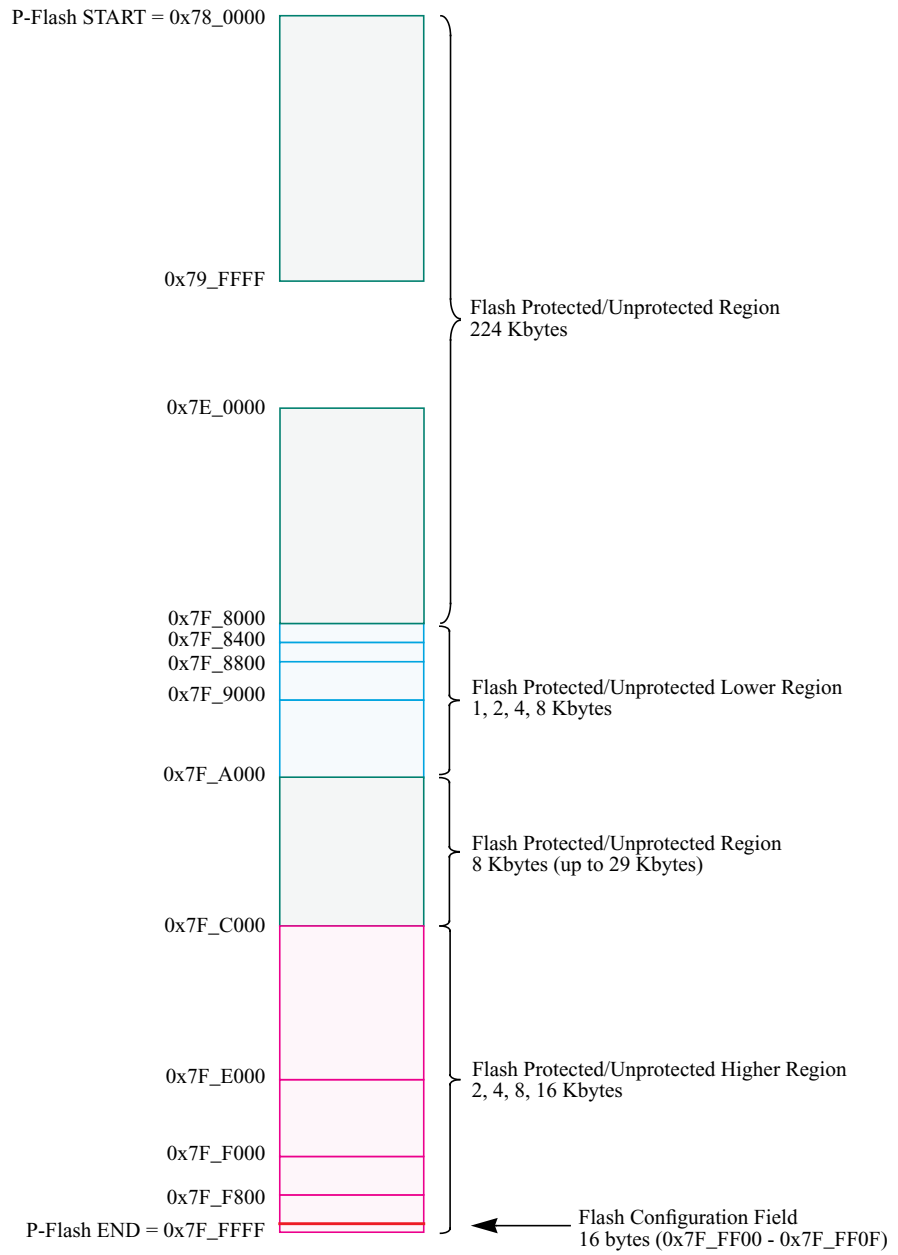 P-Flash START = 0x78_0000
0x79_FFFF
Flash Protected/Unprotected Region
224 Kbytes
0x7E_0000
0x7F_8000
0x7F_8400
0x7F_8800
0x7F_9000
Flash Protected/Unprotected Lower Region
1, 2, 4, 8 Kbytes
0x7F_A000
Flash Protected/Unprotected Region
8 Kbytes (up to 29 Kbytes)
0x7F_C000
Flash Protected/Unprotected Higher Region
2, 4, 8, 16 Kbytes
0x7F_E000
0x7F_F000
0x7F_F800
P-Flash END = 0x7F_FFFF
Flash Configuration Field
16 bytes (0x7F_FF00 - 0x7F_FF0F)